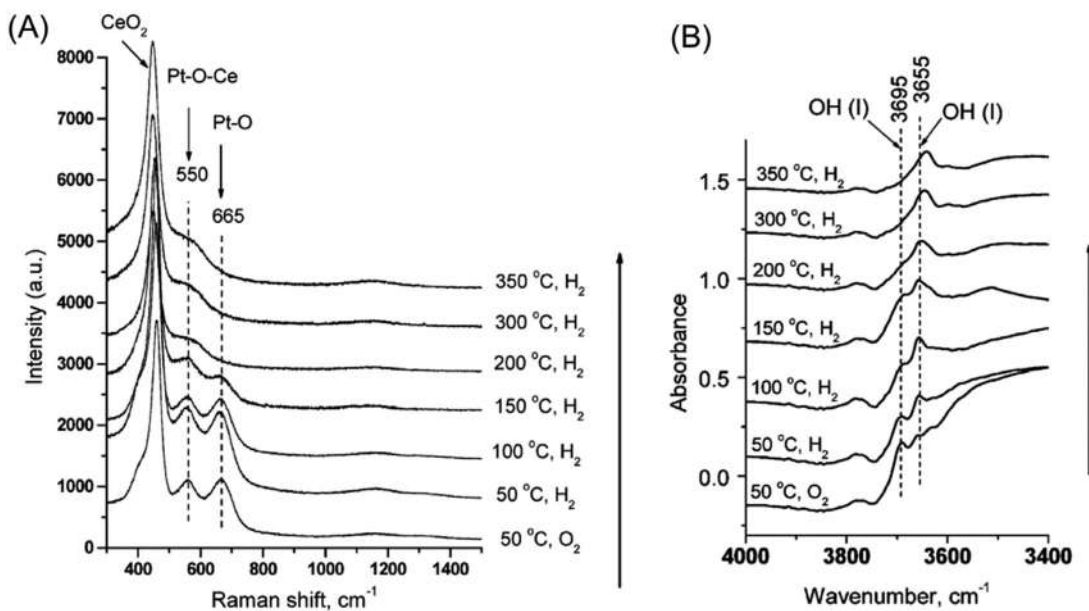 (A)
CeO2
Pt-O-Ce
Pt-O
550
665
8000
7000
6000
5000
4000
3000
2000
1000
0
Intensity (a.u.)
350 °C, H2
300 °C, H2
200 °C, H2
150 °C, H2
100 °C, H2
50 °C, H2
50 °C, O2
400
600
800
1000
1200
1400
Raman shift, cm-1
(B)
3695
3655
OH (I)
OH (I)
1.5
1.0
0.5
0.0
Absorbance
350 °C, H2
300 °C, H2
200 °C, H2
150 °C, H2
100 °C, H2
50 °C, H2
50 °C, O2
4000
3800
3600
3400
Wavenumber, cm-1